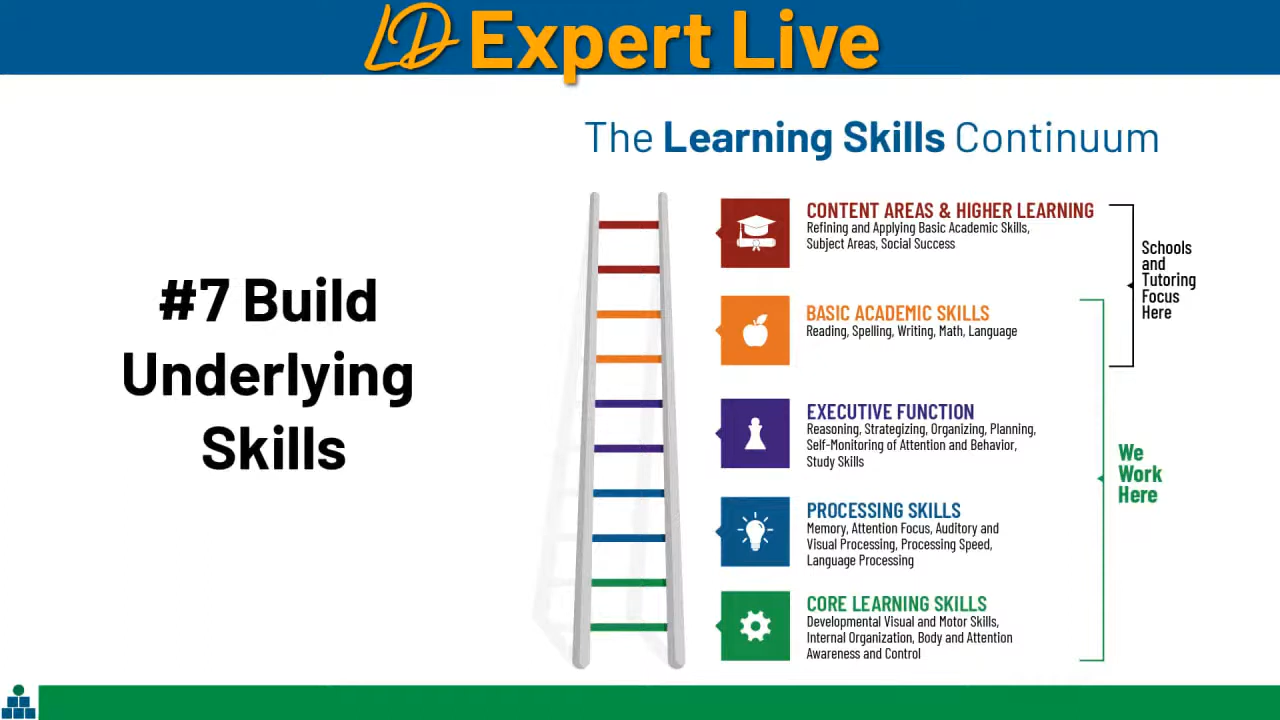 LD Expert Live
The Learning Skills Continuum
#7 Build
Underlying
Skills
CONTENT AREAS & HIGHER LEARNING
Refining and Applying Basic Academic Skills,
Subject Areas, Social Success
BASIC ACADEMIC SKILLS
Reading, Spelling, Writing, Math, Language
EXECUTIVE FUNCTION
Reasoning, Strategizing, Organizing, Planning,
Self-Monitoring of Attention and Behavior,
Study Skills
PROCESSING SKILLS
Memory, Attention Focus, Auditory and
Visual Processing, Processing Speed,
Language Processing
CORE LEARNING SKILLS
Developmental Visual and Motor Skills,
Internal Organization, Body and Attention
Awareness and Control
Schools
and
Tutoring
Focus
Here
We
Work
Here